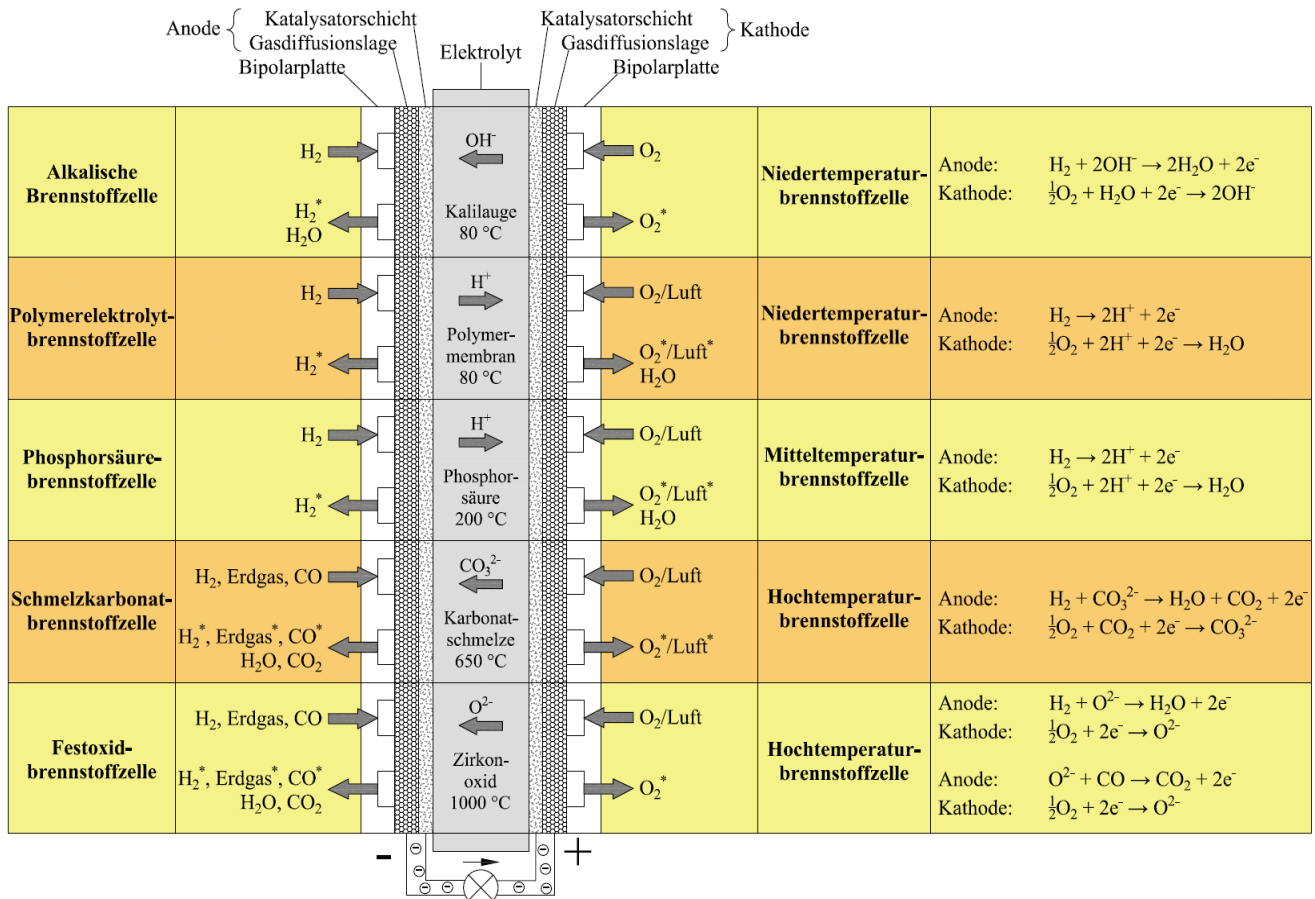 Anode
Katalysatorschicht
Gasdiffusionslage
Bipolarplatte
Elektrolyt
Katalysatorschicht
Gasdiffusionslage
Bipolarplatte
Kathode
Alkalische
Brennstoffzelle
H₂
H₂*
H₂O
OH⁻
Kalilauge
80 °C
O₂
O₂*
Niedertemperatur-
brennstoffzelle
Anode: H₂ + 2OH⁻ → 2H₂O + 2e⁻
Kathode: ½O₂ + H₂O + 2e⁻ → 2OH⁻
Polymerelektrolyt-
brennstoffzelle
H₂
H₂*
H⁺
Polymer-
membran
80 °C
O₂/Luft
O₂*/Luft*
H₂O
Niedertemperatur-
brennstoffzelle
Anode: H₂ → 2H⁺ + 2e⁻
Kathode: ½O₂ + 2H⁺ + 2e⁻ → H₂O
Phosphorsäure-
brennstoffzelle
H₂
H₂*
H⁺
Phosphor-
säure
200 °C
O₂/Luft
O₂*/Luft*
H₂O
Mitteltemperatur-
brennstoffzelle
Anode: H₂ → 2H⁺ + 2e⁻
Kathode: ½O₂ + 2H⁺ + 2e⁻ → H₂O
Schmelzkarbonat-
brennstoffzelle
H₂, Erdgas, CO
H₂*, Erdgas*, CO*
H₂O, CO₂
CO₃²⁻
Karbonat-
schmelze
650 °C
O₂/Luft
O₂*/Luft*
Hochtemperatur-
brennstoffzelle
Anode: H₂ + CO₃²⁻ → H₂O + CO₂ + 2e⁻
Kathode: ½O₂ + CO₂ + 2e⁻ → CO₃²⁻
Festoxid-
brennstoffzelle
H₂, Erdgas, CO
H₂*, Erdgas*, CO*
H₂O, CO₂
O²⁻
Zirkon-
oxid
1000 °C
O₂/Luft
O₂*
Hochtemperatur-
brennstoffzelle
Anode: H₂ + O²⁻ → H₂O + 2e⁻
Kathode: ½O₂ + 2e⁻ → O²⁻
Anode: O²⁻ + CO → CO₂ + 2e⁻
Kathode: ½O₂ + 2e⁻ → O²⁻
- +